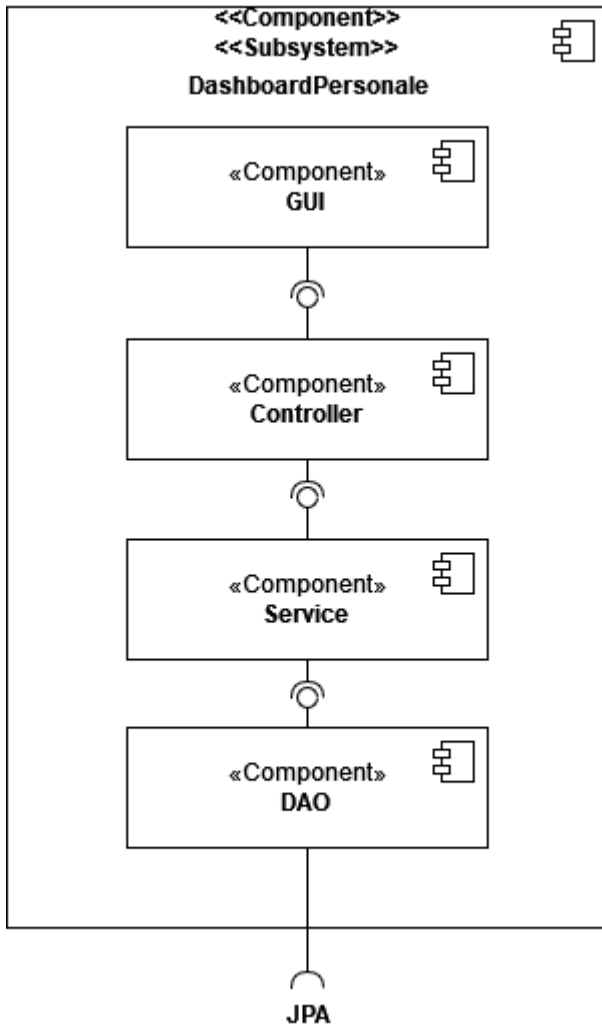 <<Component>>
<<Subsystem>>
DashboardPersonale
«Component»
GUI
«Component»
Controller
«Component»
Service
«Component»
DAO
JPA